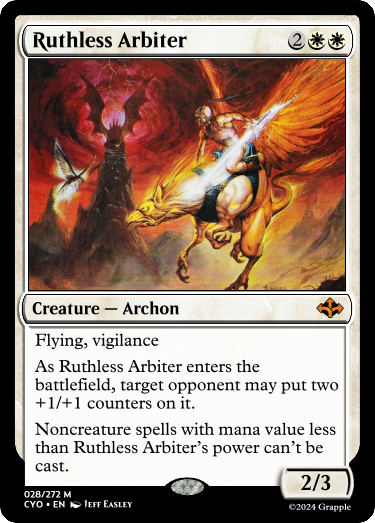 Ruthless Arbiter 2
Creature — Archon
Flying, vigilance
As Ruthless Arbiter enters the
battlefield, target opponent may put two
+1/+1 counters on it.
Noncreature spells with mana value less
than Ruthless Arbiter's power can't be
cast.
2/3
028/272 M
CYO • EN Jeff Easley
©2024 Grapple